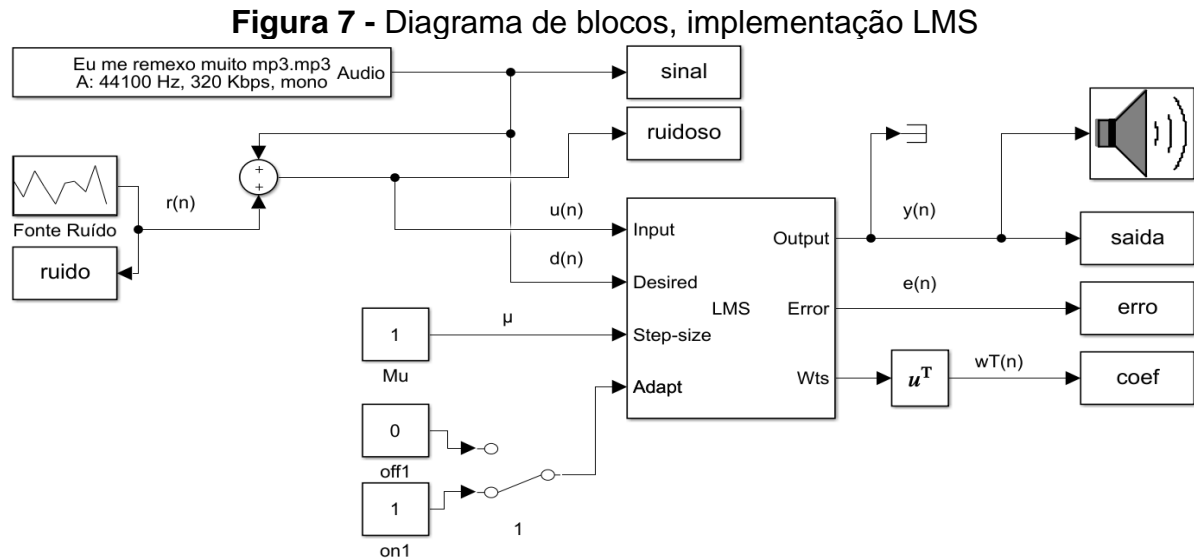 Figura 7 - Diagrama de blocos, implementação LMS
Eu me remexo muito mp3.mp3
A: 44100 Hz, 320 Kbps, mono
Audio
sinal
ruidoso
+
+
r(n)
Fonte Ruído
ruido
u(n)
d(n)
µ
1
Mu
0
off1
1
on1
1
Input
Desired
Step-size
Adapt
LMS
Output
Error
Wts
y(n)
e(n)
uT
wT(n)
saida
erro
coef